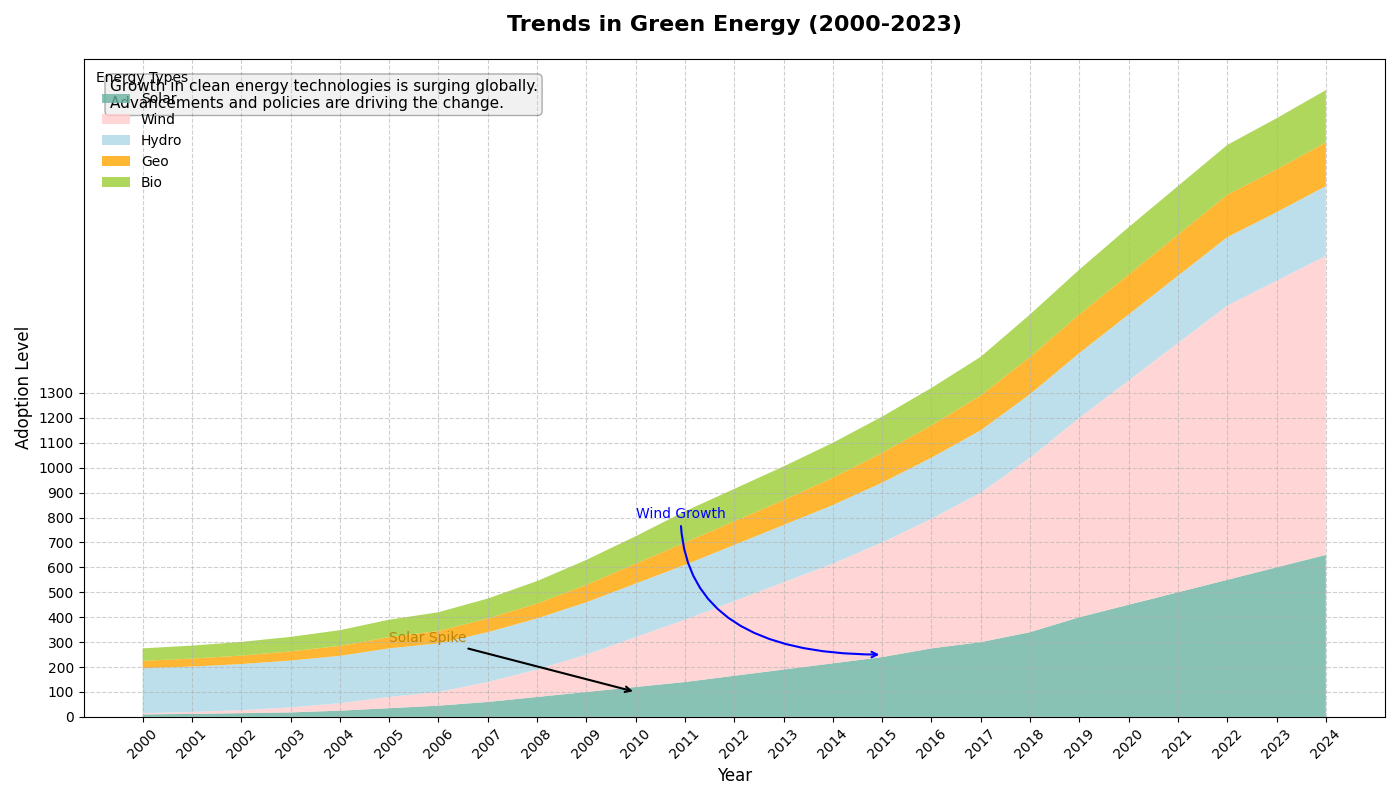 Trends in Green Energy (2000-2023)
Energy Types
Growth in clean energy technologies is surging globally.
Advancements and policies are driving the change.
Solar
Wind
Hydro
Geo
Bio
Adoption Level
1300
1200
1100
1000
900
800
700
600
500
400
300
200
100
0
Wind Growth
Solar Spike
2000 2001 2002 2003 2004 2005 2006 2007 2008 2009 2010 2011 2012 2013 2014 2015 2016 2017 2018 2019 2020 2021 2022 2023 2024
Year